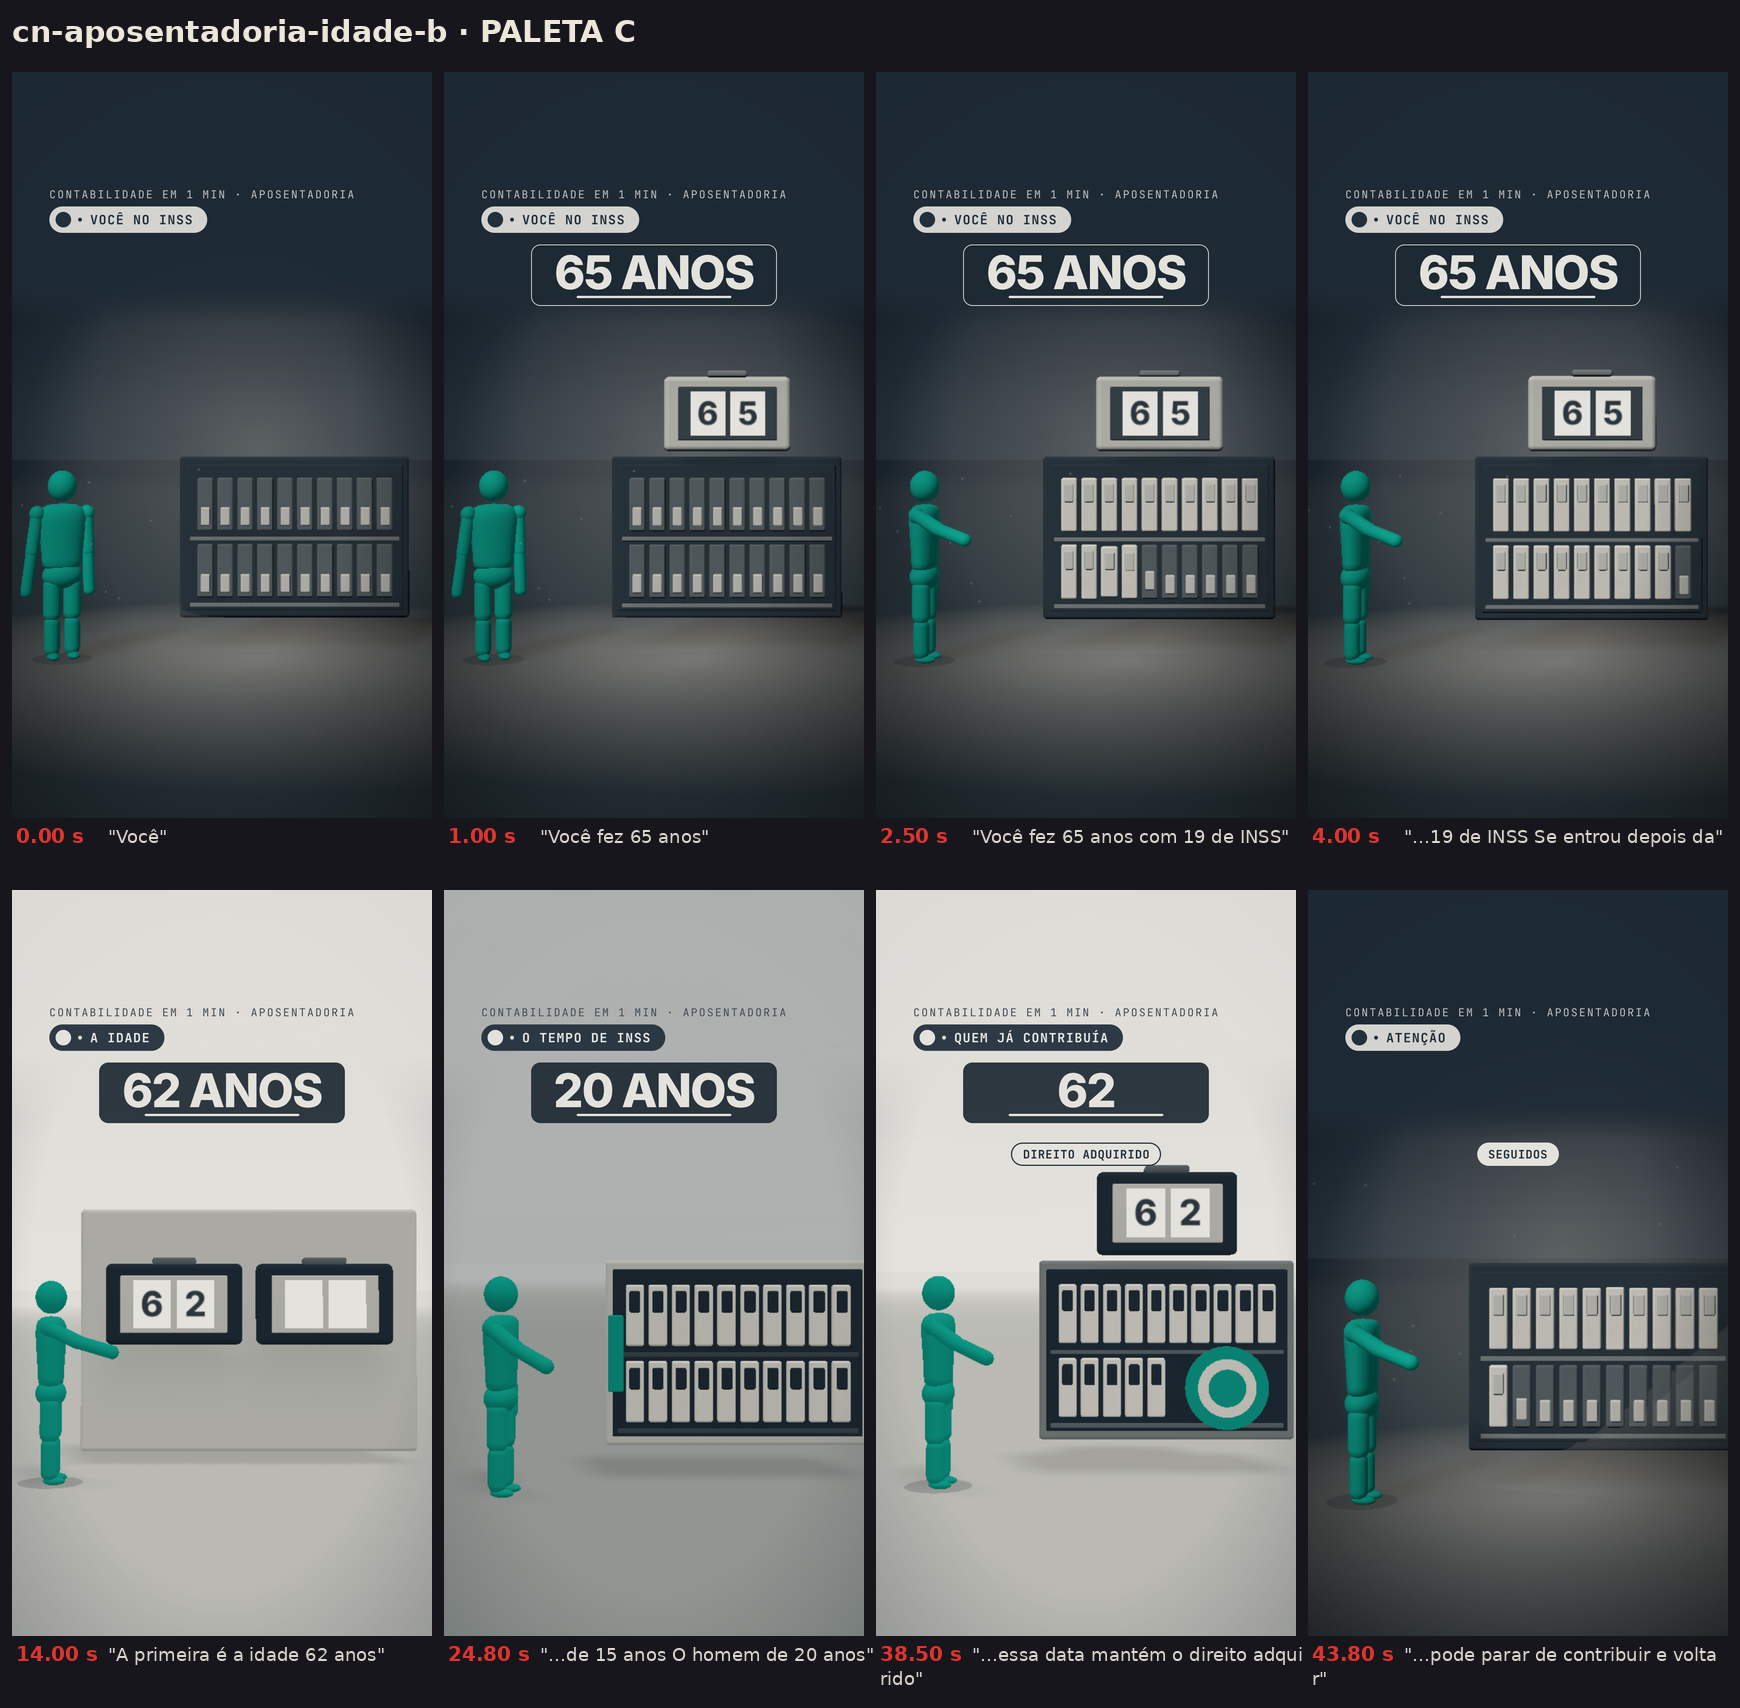 cn-aposentadoria-idade-b · PALETA C
CONTABILIDADE EM 1 MIN · APOSENTADORIA
• VOCÊ NO INSS
0.00 s "Você"
CONTABILIDADE EM 1 MIN · APOSENTADORIA
• VOCÊ NO INSS
65 ANOS
6 5
1.00 s "Você fez 65 anos"
CONTABILIDADE EM 1 MIN · APOSENTADORIA
• VOCÊ NO INSS
65 ANOS
6 5
2.50 s "Você fez 65 anos com 19 de INSS"
CONTABILIDADE EM 1 MIN · APOSENTADORIA
• VOCÊ NO INSS
65 ANOS
6 5
4.00 s "...19 de INSS Se entrou depois da"
CONTABILIDADE EM 1 MIN · APOSENTADORIA
• A IDADE
62 ANOS
6 2
14.00 s "A primeira é a idade 62 anos"
CONTABILIDADE EM 1 MIN · APOSENTADORIA
• O TEMPO DE INSS
20 ANOS
24.80 s "...de 15 anos O homem de 20 anos"
CONTABILIDADE EM 1 MIN · APOSENTADORIA
• QUEM JÁ CONTRIBUÍA
62
DIREITO ADQUIRIDO
6 2
38.50 s "...essa data mantém o direito adqui
rido"
CONTABILIDADE EM 1 MIN · APOSENTADORIA
• ATENÇÃO
SEGUIDOS
43.80 s "...pode parar de contribuir e volta
r"